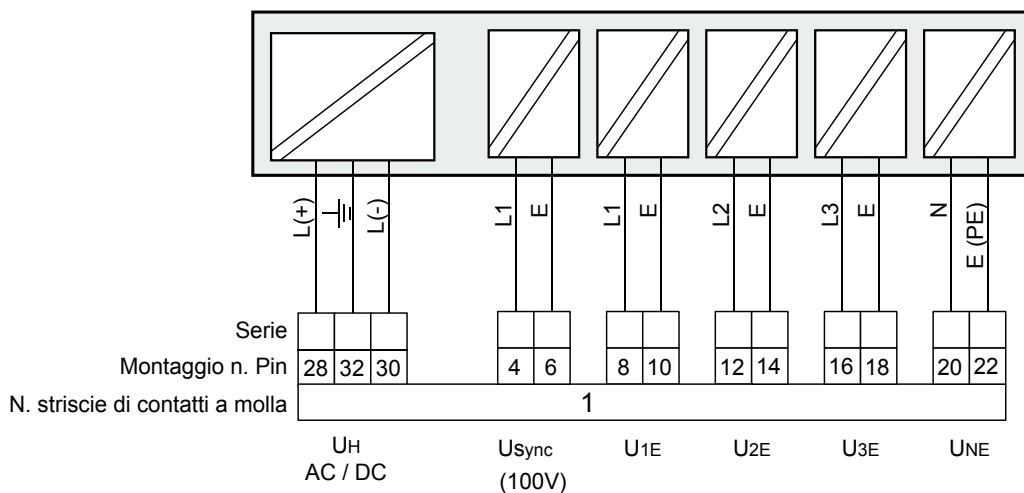 L(+) L(-) L1 E L1 E L2 E L3 E N E (PE)
Serie
Montaggio n. Pin 28 32 30 4 6 8 10 12 14 16 18 20 22
N. striscie di contatti a molla 1
UH Usync U1E U2E U3E UNE
AC / DC (100V)